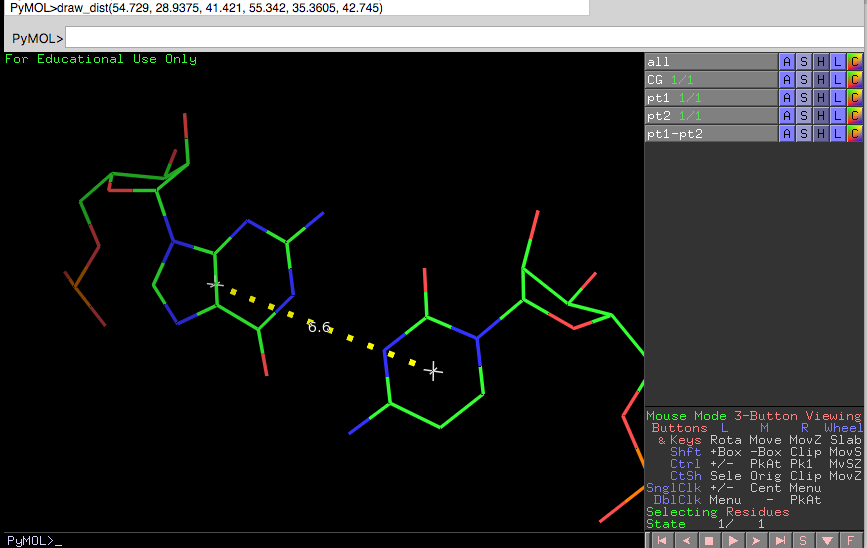 PyMOL>draw_dist(54.729, 28.9375, 41.421, 55.342, 35.3605, 42.745)
PyMOL>
For Educational Use Only
all A S H L C
CG 1/1 A S H L C
pt1 1/1 A S H L C
pt2 1/1 A S H L C
pt1-pt2 A S H L C
6.6
Mouse Mode 3-Button Viewing
Buttons L M R Wheel
& Keys Rota Move MovZ Slab
Shft +Box -Box Clip MovS
Ctrl +/- PkAt Pk1 MvSZ
CtSh Sele Orig Clip MovZ
SnglClk +/- Cent Menu
DblClk Menu - PkAt
Selecting Residues
State 1/ 1
PyMOL>_
S F